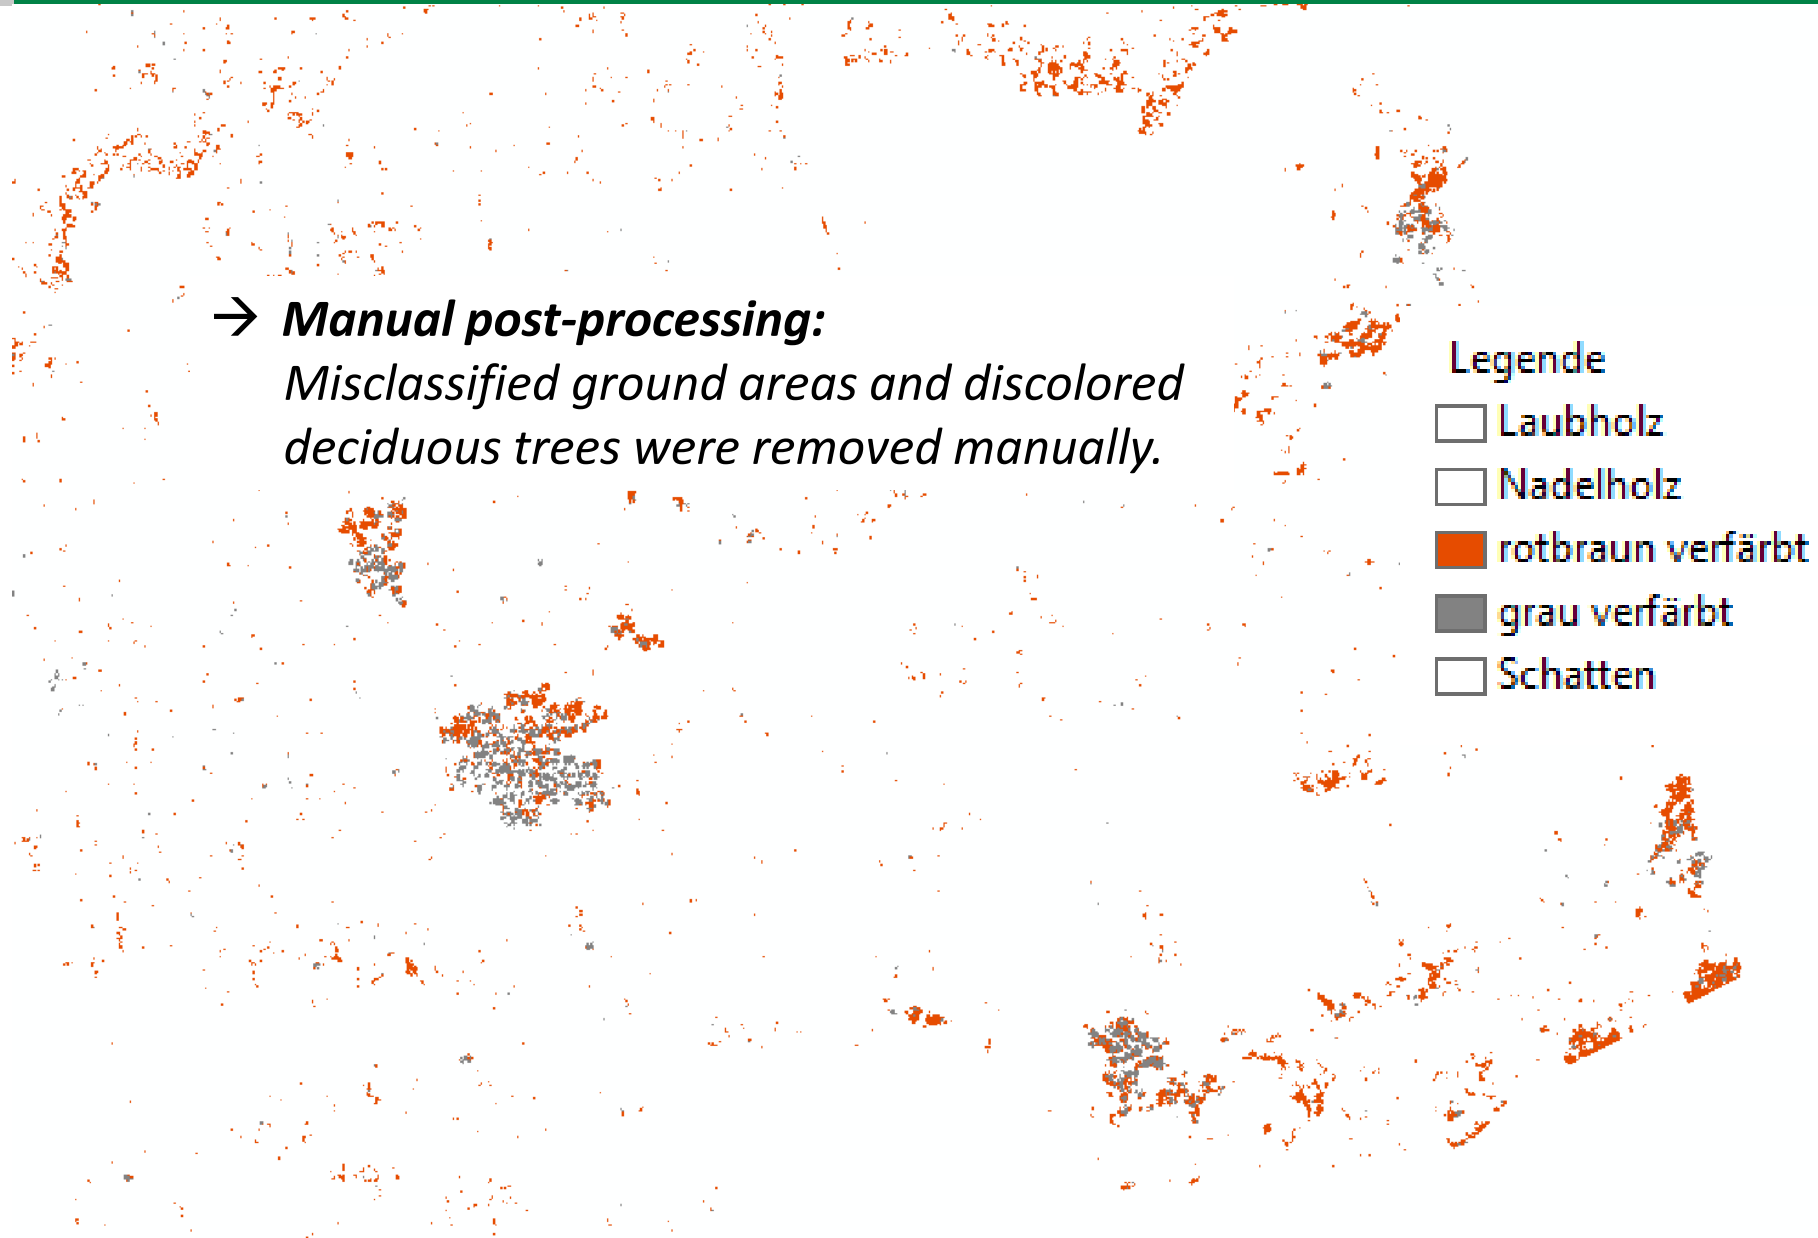 → Manual post-processing:
Misclassified ground areas and discolored
deciduous trees were removed manually.
Legende
Laubholz
Nadelholz
rotbraun verfärbt
grau verfärbt
Schatten